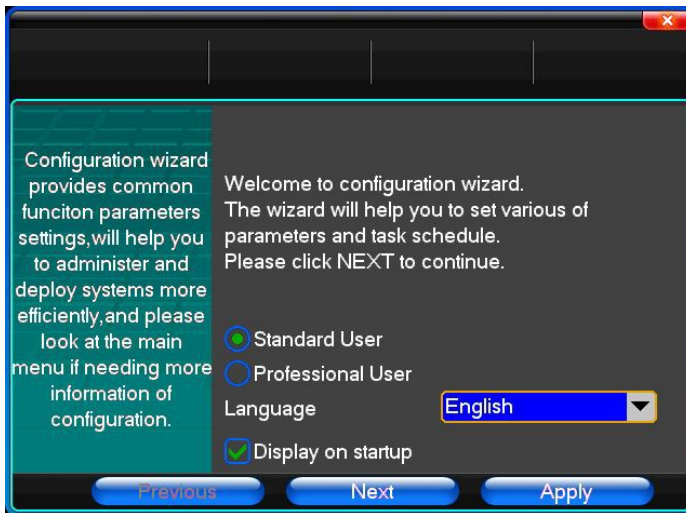 Configuration wizard
provides common
funciton parameters
settings,will help you
to administer and
deploy systems more
efficiently,and please
look at the main
menu if needing more
information of
configuration.
Welcome to configuration wizard.
The wizard will help you to set various of
parameters and task schedule.
Please click NEXT to continue.
Standard User
Professional User
Language English
Display on startup
Previous Next Apply